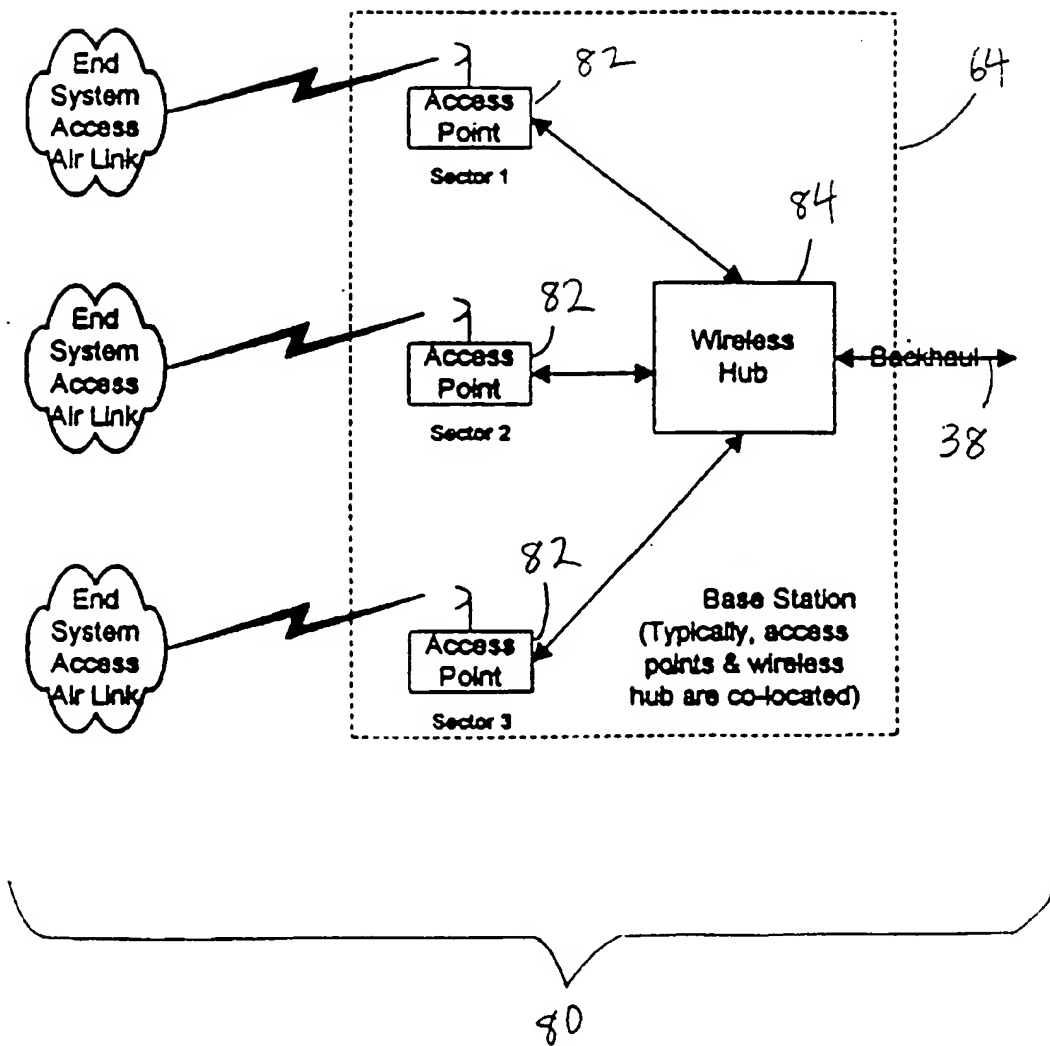 End
System
Access
Air Link
Access
Point
82
Sector 1
64
84
End
System
Access
Air Link
Access
Point
82
Sector 2
Wireless
Hub
Backhaul
38
End
System
Access
Air Link
Access
Point
82
Sector 3
Base Station
(Typically, access
points & wireless
hub are co-located)
80